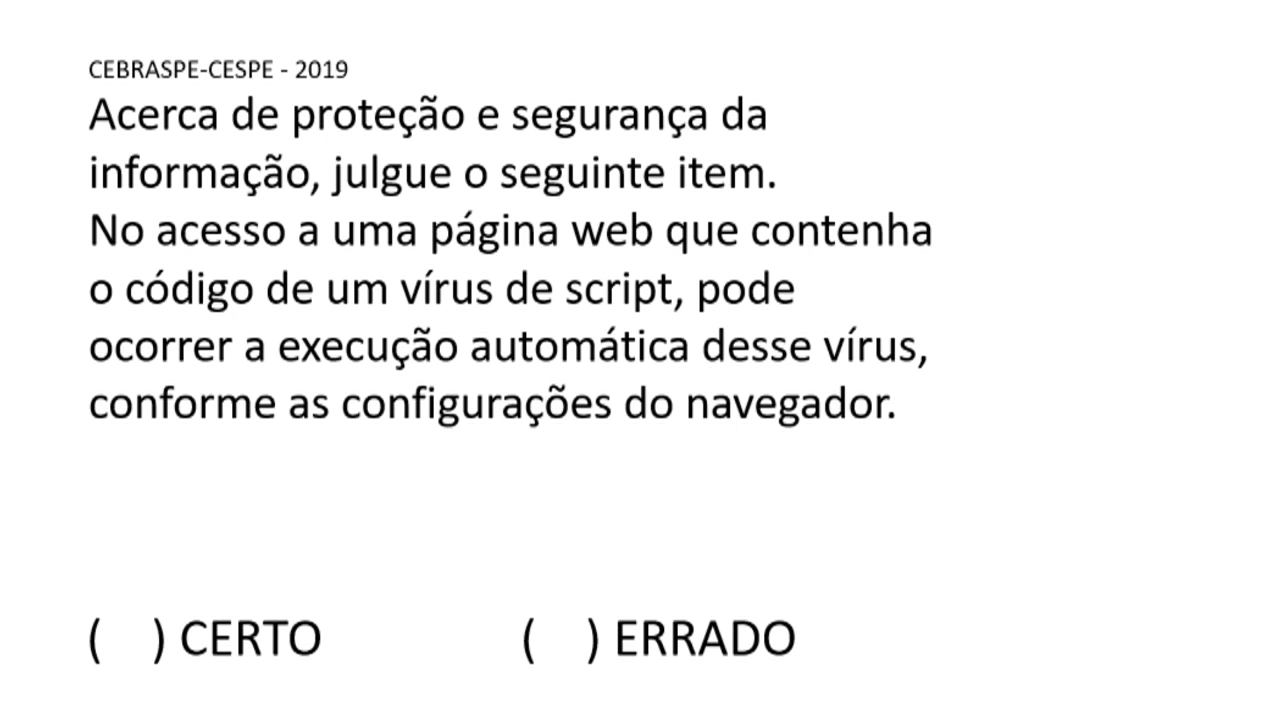 CEBRASPE-CESPE - 2019
Acerca de proteção e segurança da
informação, julgue o seguinte item.
No acesso a uma página web que contenha
o código de um vírus de script, pode
ocorrer a execução automática desse vírus,
conforme as configurações do navegador.
(   ) CERTO (   ) ERRADO